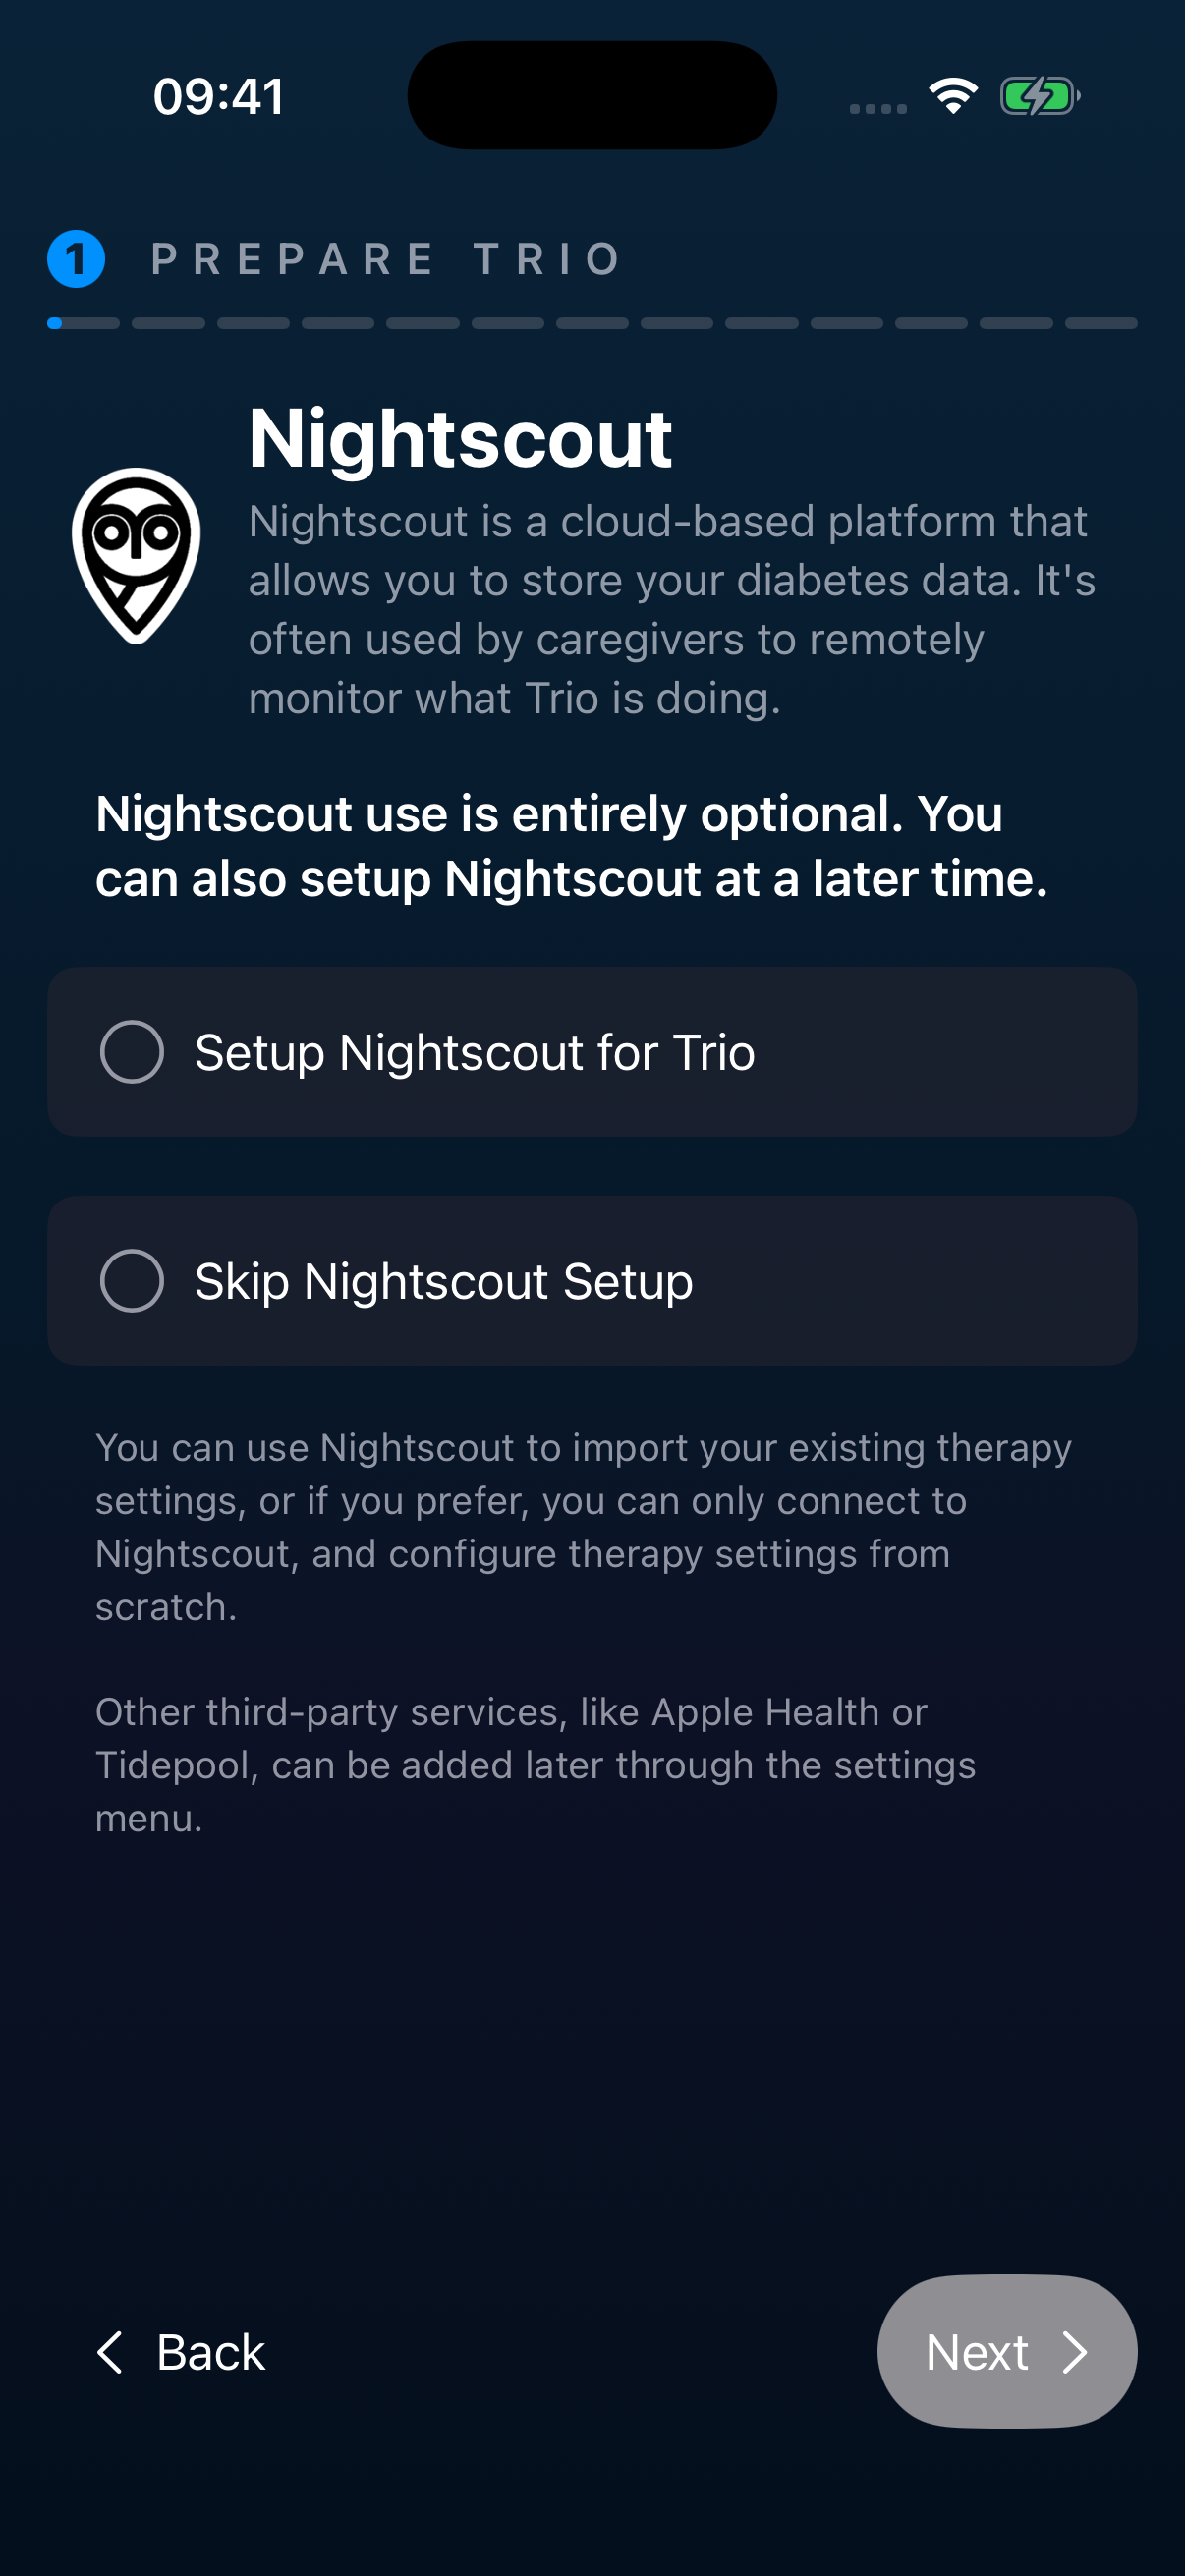 09:41
1 PREPARE TRIO
Nightscout
Nightscout is a cloud-based platform that
allows you to store your diabetes data. It's
often used by caregivers to remotely
monitor what Trio is doing.
Nightscout use is entirely optional. You
can also setup Nightscout at a later time.
Setup Nightscout for Trio
Skip Nightscout Setup
You can use Nightscout to import your existing therapy
settings, or if you prefer, you can only connect to
Nightscout, and configure therapy settings from
scratch.
Other third-party services, like Apple Health or
Tidepool, can be added later through the settings
menu.
Back
Next